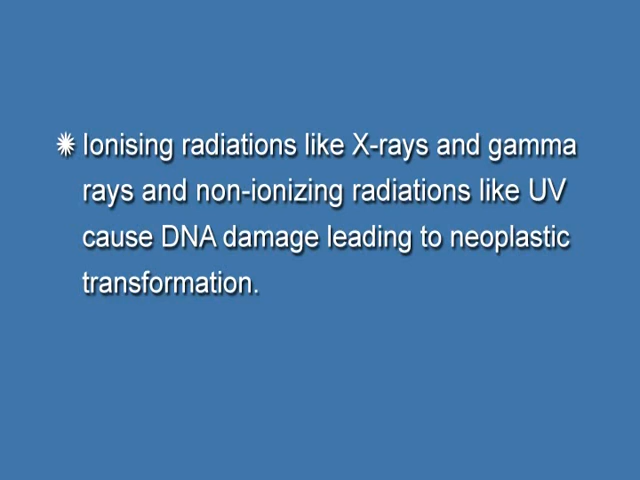 Ionising radiations like X-rays and gamma
rays and non-ionizing radiations like UV
cause DNA damage leading to neoplastic
transformation.